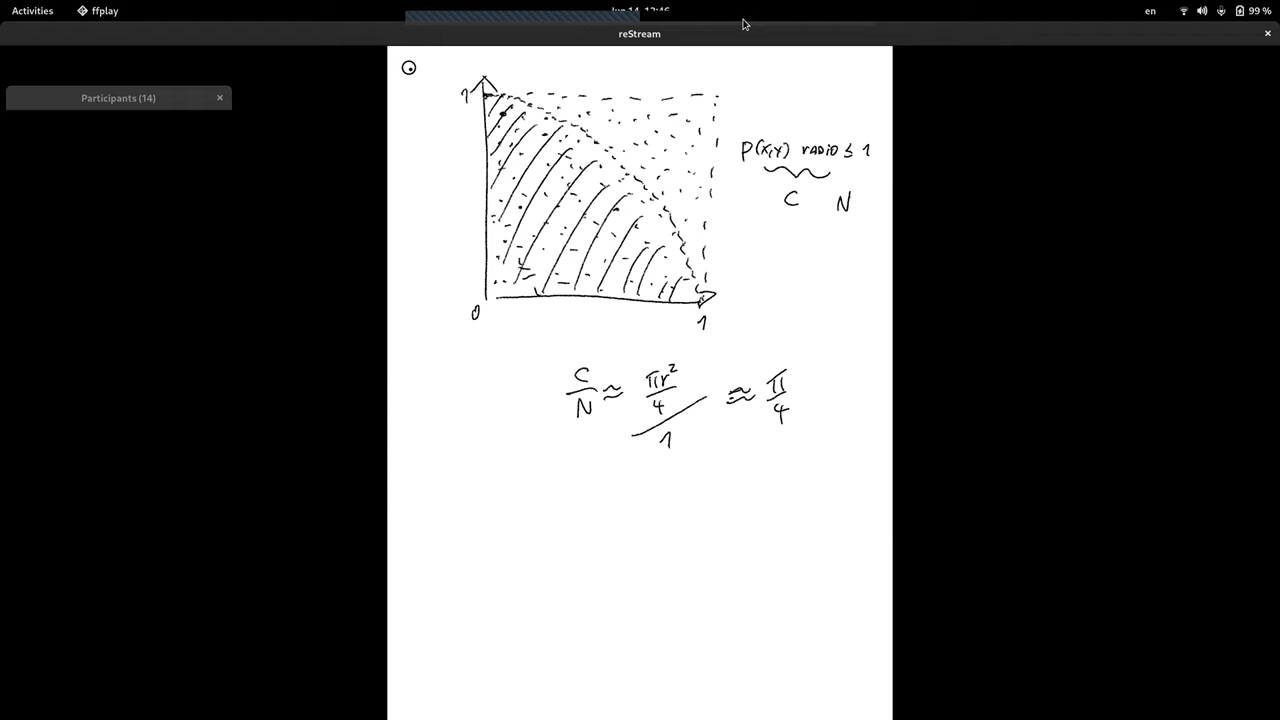 Activities ffplay en 99 %
reStream
Participants (14)
1
P(x,y) RADIO ≤ 1
C N
0
1
C/N ≈ (πr²/4)/1 ≈ π/4